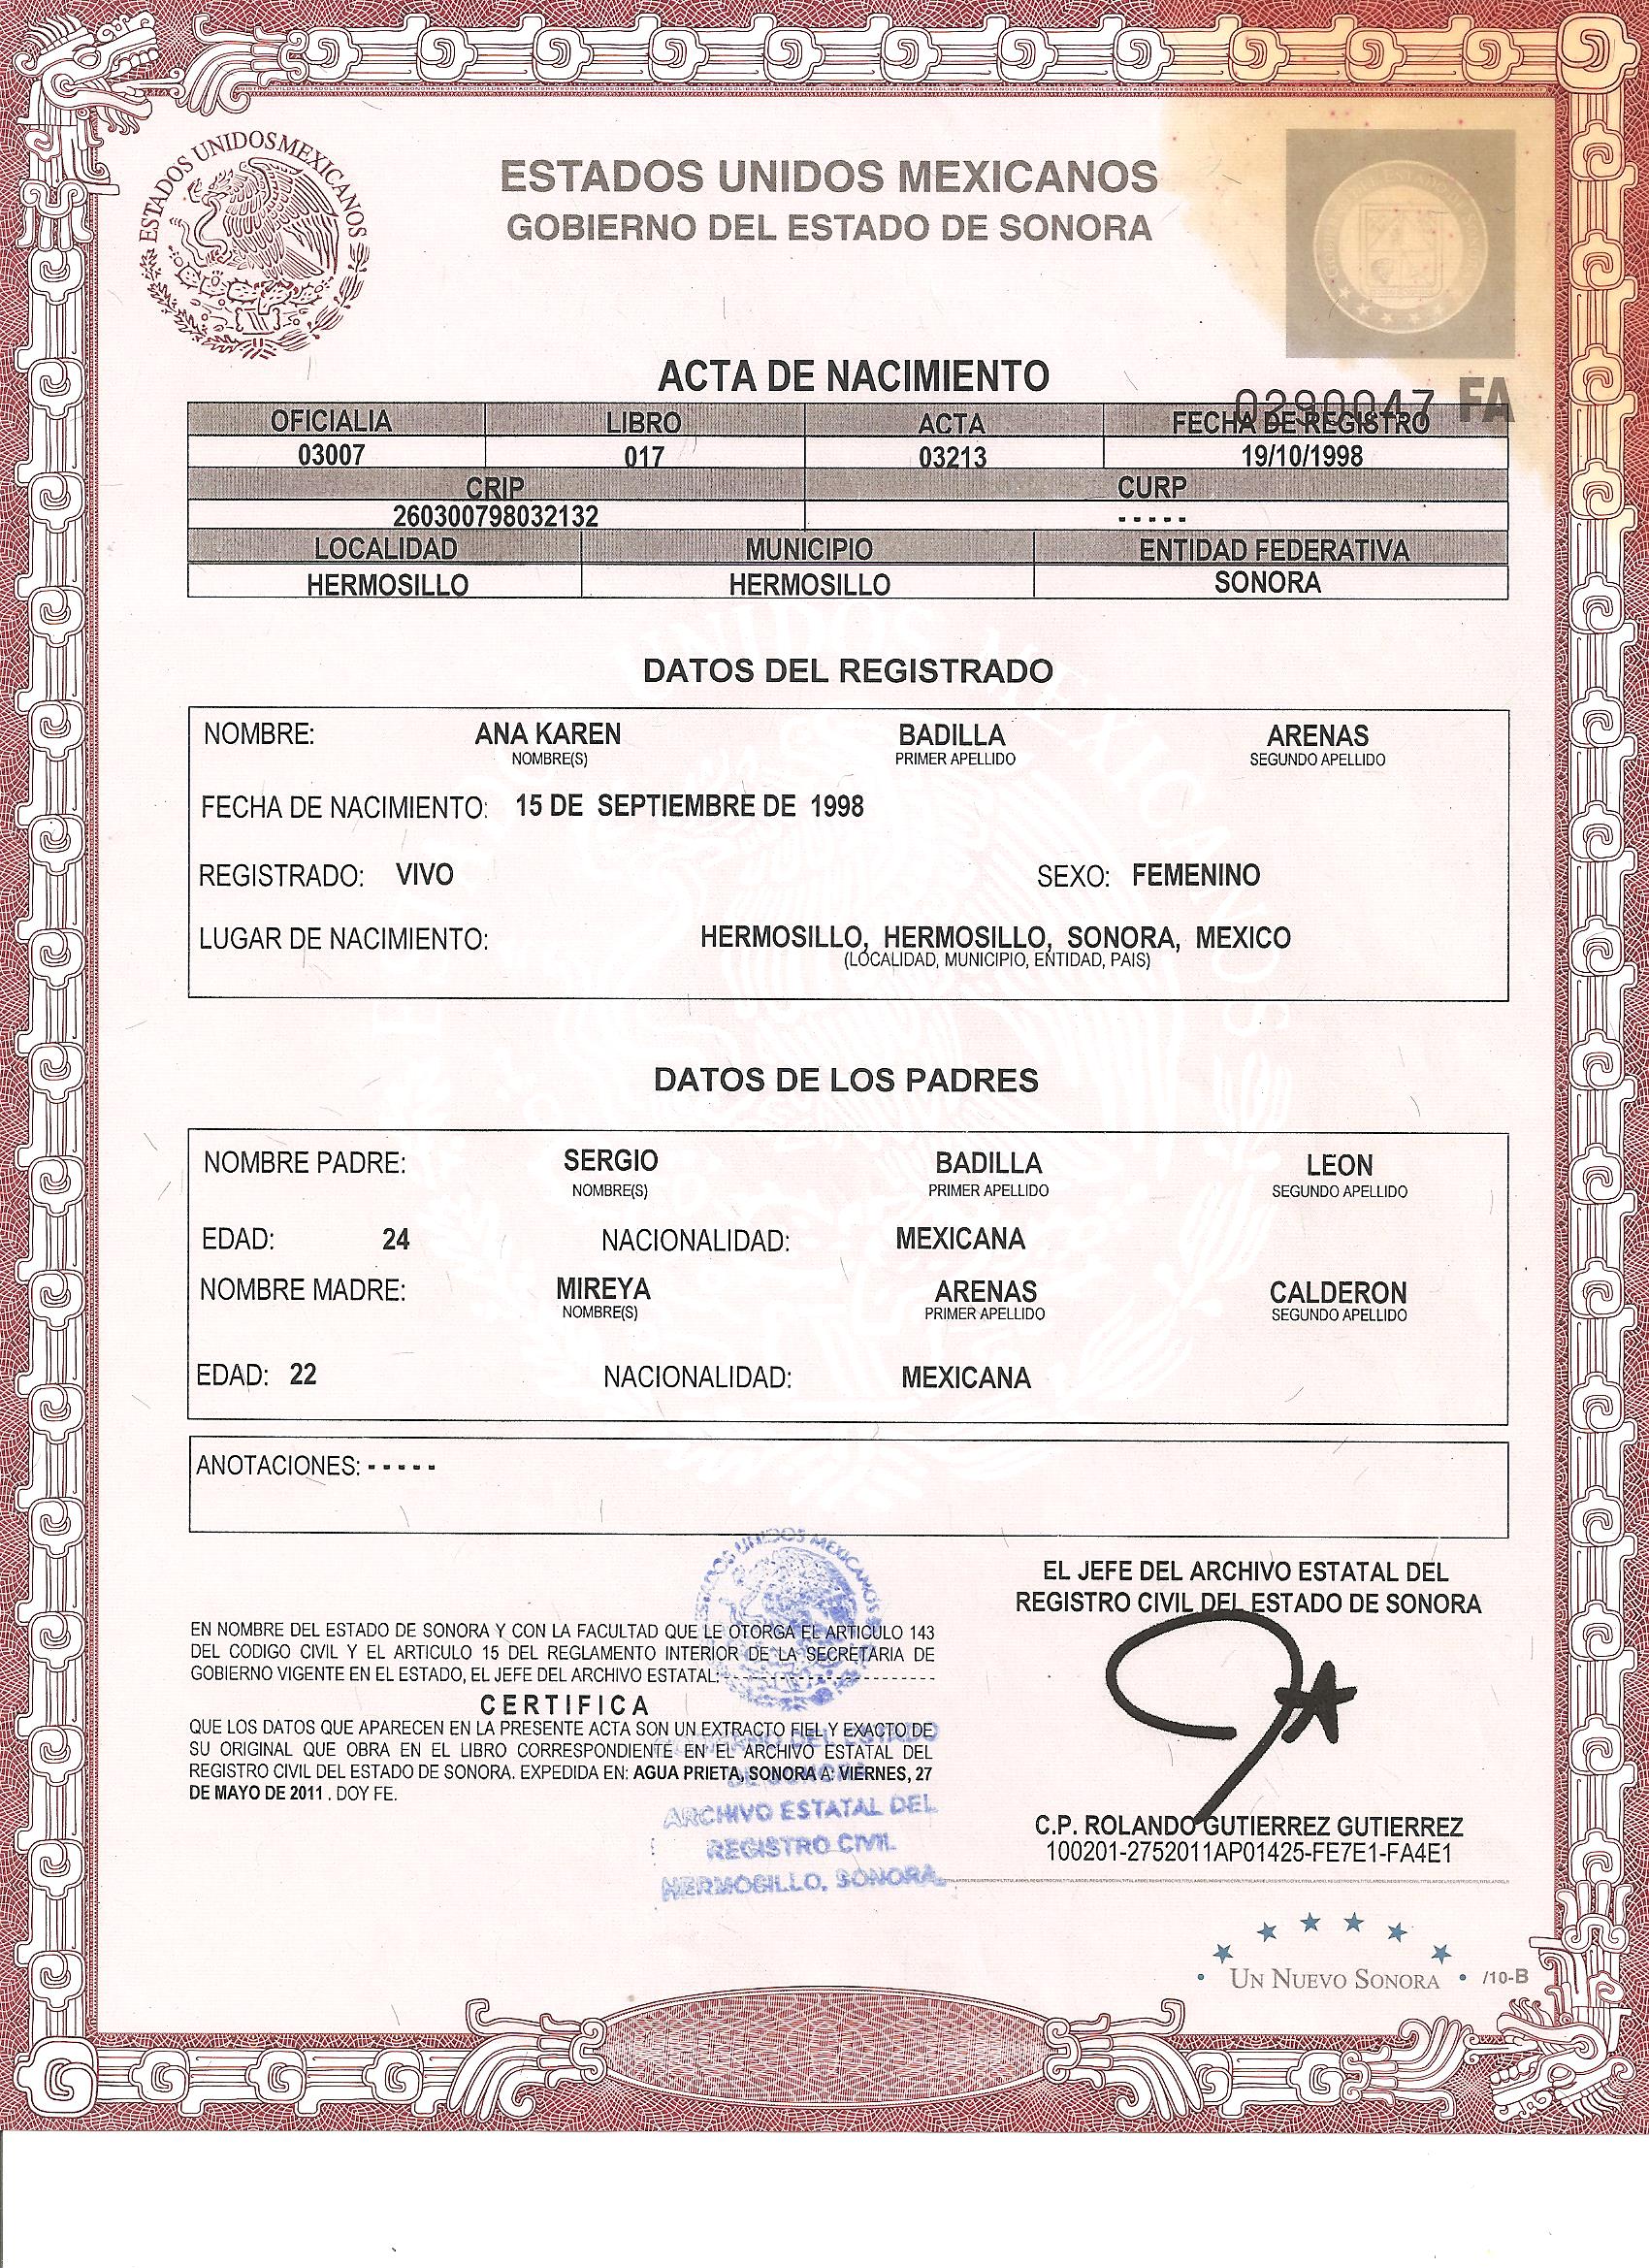 ESTADOS UNIDOS MEXICANOS
ESTADOS UNIDOS MEXICANOS
GOBIERNO DEL ESTADO DE SONORA
ACTA DE NACIMIENTO
0290047 FA
OFICIALIA LIBRO ACTA FECHA DE REGISTRO
03007 017 03213 19/10/1998
CRIP CURP
260300798032132 -----
LOCALIDAD MUNICIPIO ENTIDAD FEDERATIVA
HERMOSILLO HERMOSILLO SONORA
DATOS DEL REGISTRADO
NOMBRE: ANA KAREN BADILLA ARENAS
NOMBRE(S) PRIMER APELLIDO SEGUNDO APELLIDO
FECHA DE NACIMIENTO: 15 DE SEPTIEMBRE DE 1998
REGISTRADO: VIVO SEXO: FEMENINO
LUGAR DE NACIMIENTO: HERMOSILLO, HERMOSILLO, SONORA, MEXICO
(LOCALIDAD, MUNICIPIO, ENTIDAD, PAIS)
DATOS DE LOS PADRES
NOMBRE PADRE: SERGIO BADILLA LEON
NOMBRE(S) PRIMER APELLIDO SEGUNDO APELLIDO
EDAD: 24 NACIONALIDAD: MEXICANA
NOMBRE MADRE: MIREYA ARENAS CALDERON
NOMBRE(S) PRIMER APELLIDO SEGUNDO APELLIDO
EDAD: 22 NACIONALIDAD: MEXICANA
ANOTACIONES: -----
EN NOMBRE DEL ESTADO DE SONORA Y CON LA FACULTAD QUE LE OTORGA EL ARTICULO 143
DEL CODIGO CIVIL Y EL ARTICULO 15 DEL REGLAMENTO INTERIOR DE LA SECRETARIA DE
GOBIERNO VIGENTE EN EL ESTADO, EL JEFE DEL ARCHIVO ESTATAL:
CERTIFICA
QUE LOS DATOS QUE APARECEN EN LA PRESENTE ACTA SON UN EXTRACTO FIEL Y EXACTO DE
SU ORIGINAL QUE OBRA EN EL LIBRO CORRESPONDIENTE EN EL ARCHIVO ESTATAL DEL
REGISTRO CIVIL DEL ESTADO DE SONORA. EXPEDIDA EN: AGUA PRIETA, SONORA A: VIERNES, 27
DE MAYO DE 2011 . DOY FE.
ESTADOS UNIDOS MEXICANOS
GOBIERNO DEL ESTADO
DE SONORA
ARCHIVO ESTATAL DEL
REGISTRO CIVIL
HERMOSILLO, SONORA.
EL JEFE DEL ARCHIVO ESTATAL DEL
REGISTRO CIVIL DEL ESTADO DE SONORA
C.P. ROLANDO GUTIERREZ GUTIERREZ
100201-2752011AP01425-FE7E1-FA4E1
UN NUEVO SONORA
/10-B